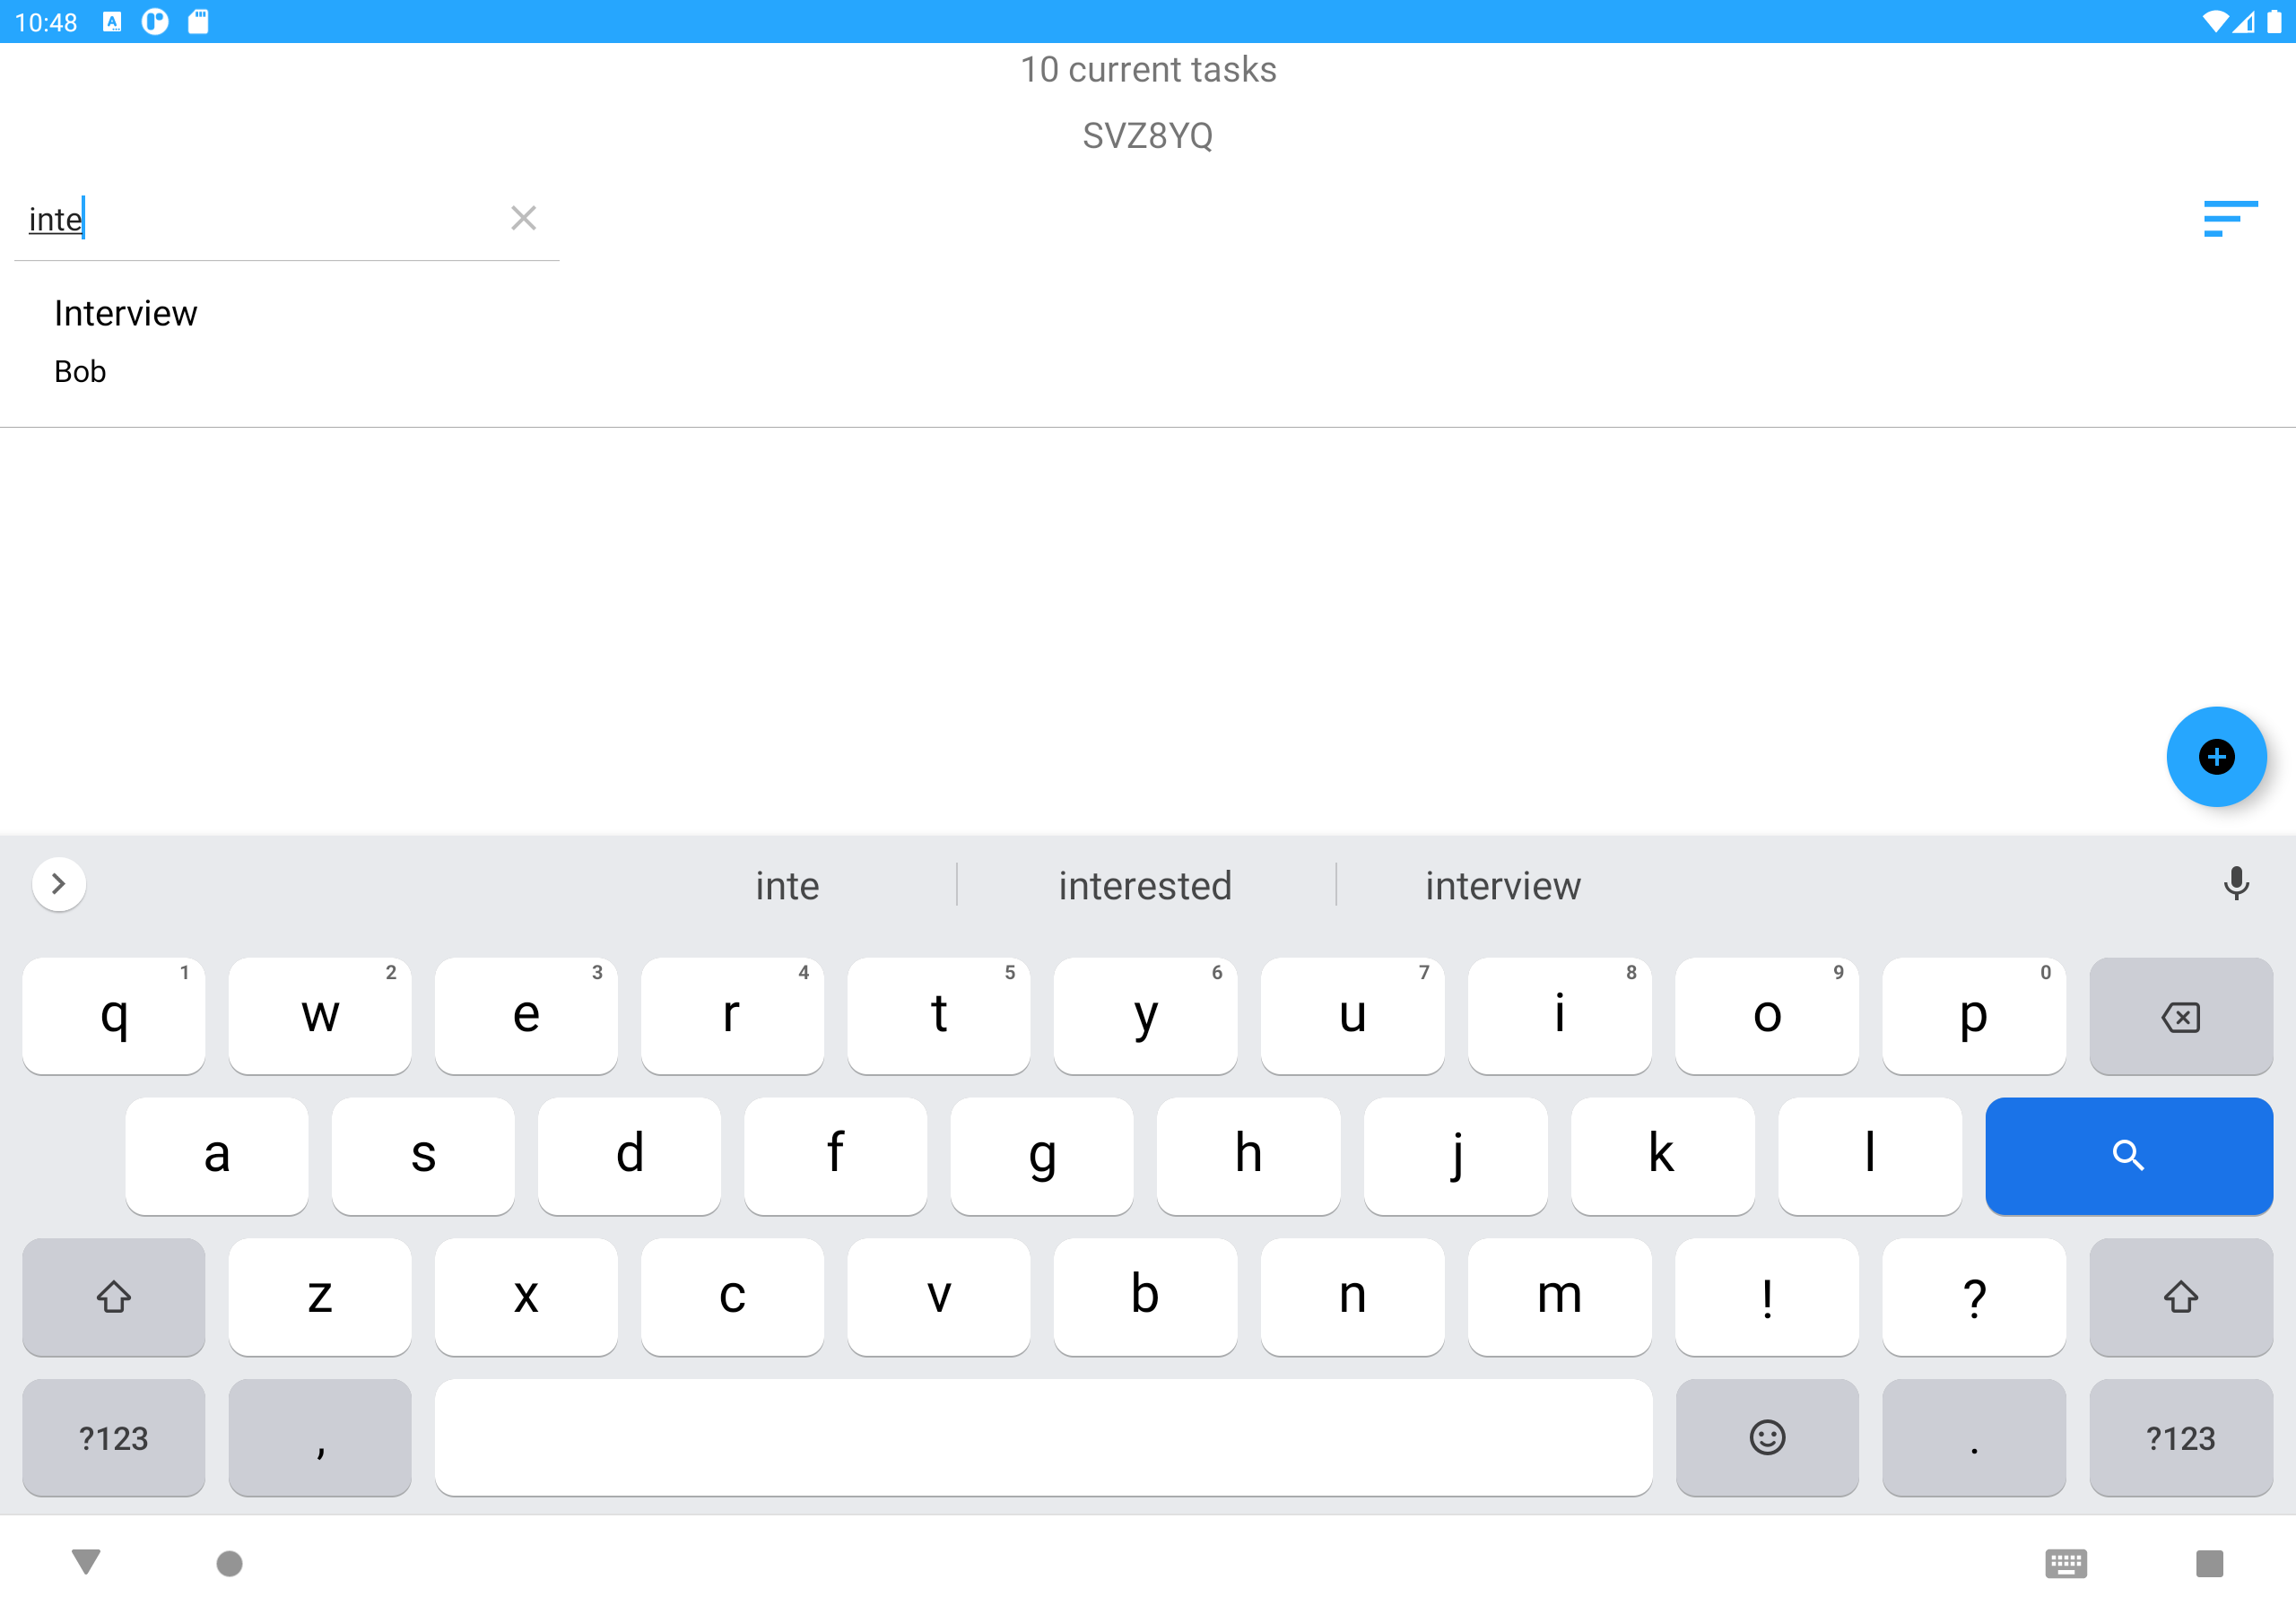 10:48
10 current tasks
SVZ8YQ
inte
Interview
Bob
inte interested interview
q 1 w 2 e 3 r 4 t 5 y 6 u 7 i 8 o 9 p 0
a s d f g h j k l
z x c v b n m ! ?
?123 , . ?123